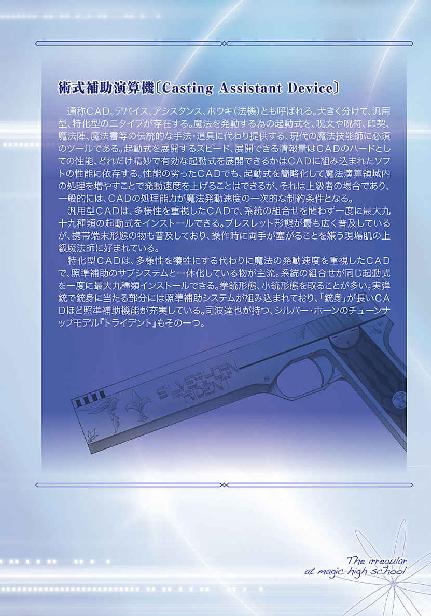 術式補助演算機〔Casting Assistant Device〕
通称CAD。デバイス、アシスタンス、ホウキ（法機）とも呼ばれる。大きく分けて、汎用
型、特化型の二タイプが存在する。魔法を発動するための起動式を、呪文や呪符、印契、
魔法陣、魔法書等の伝統的な手法・道具に代わり提供する、現代の魔法技能師に必須
のツールである。起動式を展開するスピード、展開できる情報量はCADのハードとし
ての性能、どれだけ精妙で有効な起動式を展開できるかはCADに組み込まれたソフ
トの性能に依存する。性能の劣ったCADでも、起動式を簡略化して魔法演算領域内
の処理を増やすことで発動速度を上げることはできるが、それは上級者の場合であり、
一般的には、CADの処理能力が魔法発動速度の一次的な制約条件となる。
汎用型CADは、多様性を重視したCADで、系統の組合せを問わず一度に最大九
十九種類の起動式をインストールできる。ブレスレット形態が最も広く普及している
が、携帯端末形態の物も普及しており、操作時に両手が塞がることを嫌う現場肌の上
級魔法師に好まれている。
特化型CADは、多様性を犠牲にする代わりに魔法の発動速度を重視したCAD
で、照準補助のサブシステムと一体化している物が主流。系統の組合せが同じ起動式
を一度に最大九種類インストールできる。拳銃形態、小銃形態を取ることが多い。実弾
銃で銃身に当たる部分には照準補助システムが組み込まれており、「銃身」が長いCA
Dほど照準補助機能が充実している。司波達也が持つ、シルバー・ホーンのチューンナ
ップモデル『トライデント』もその一つ。
The irregular
at magic high school